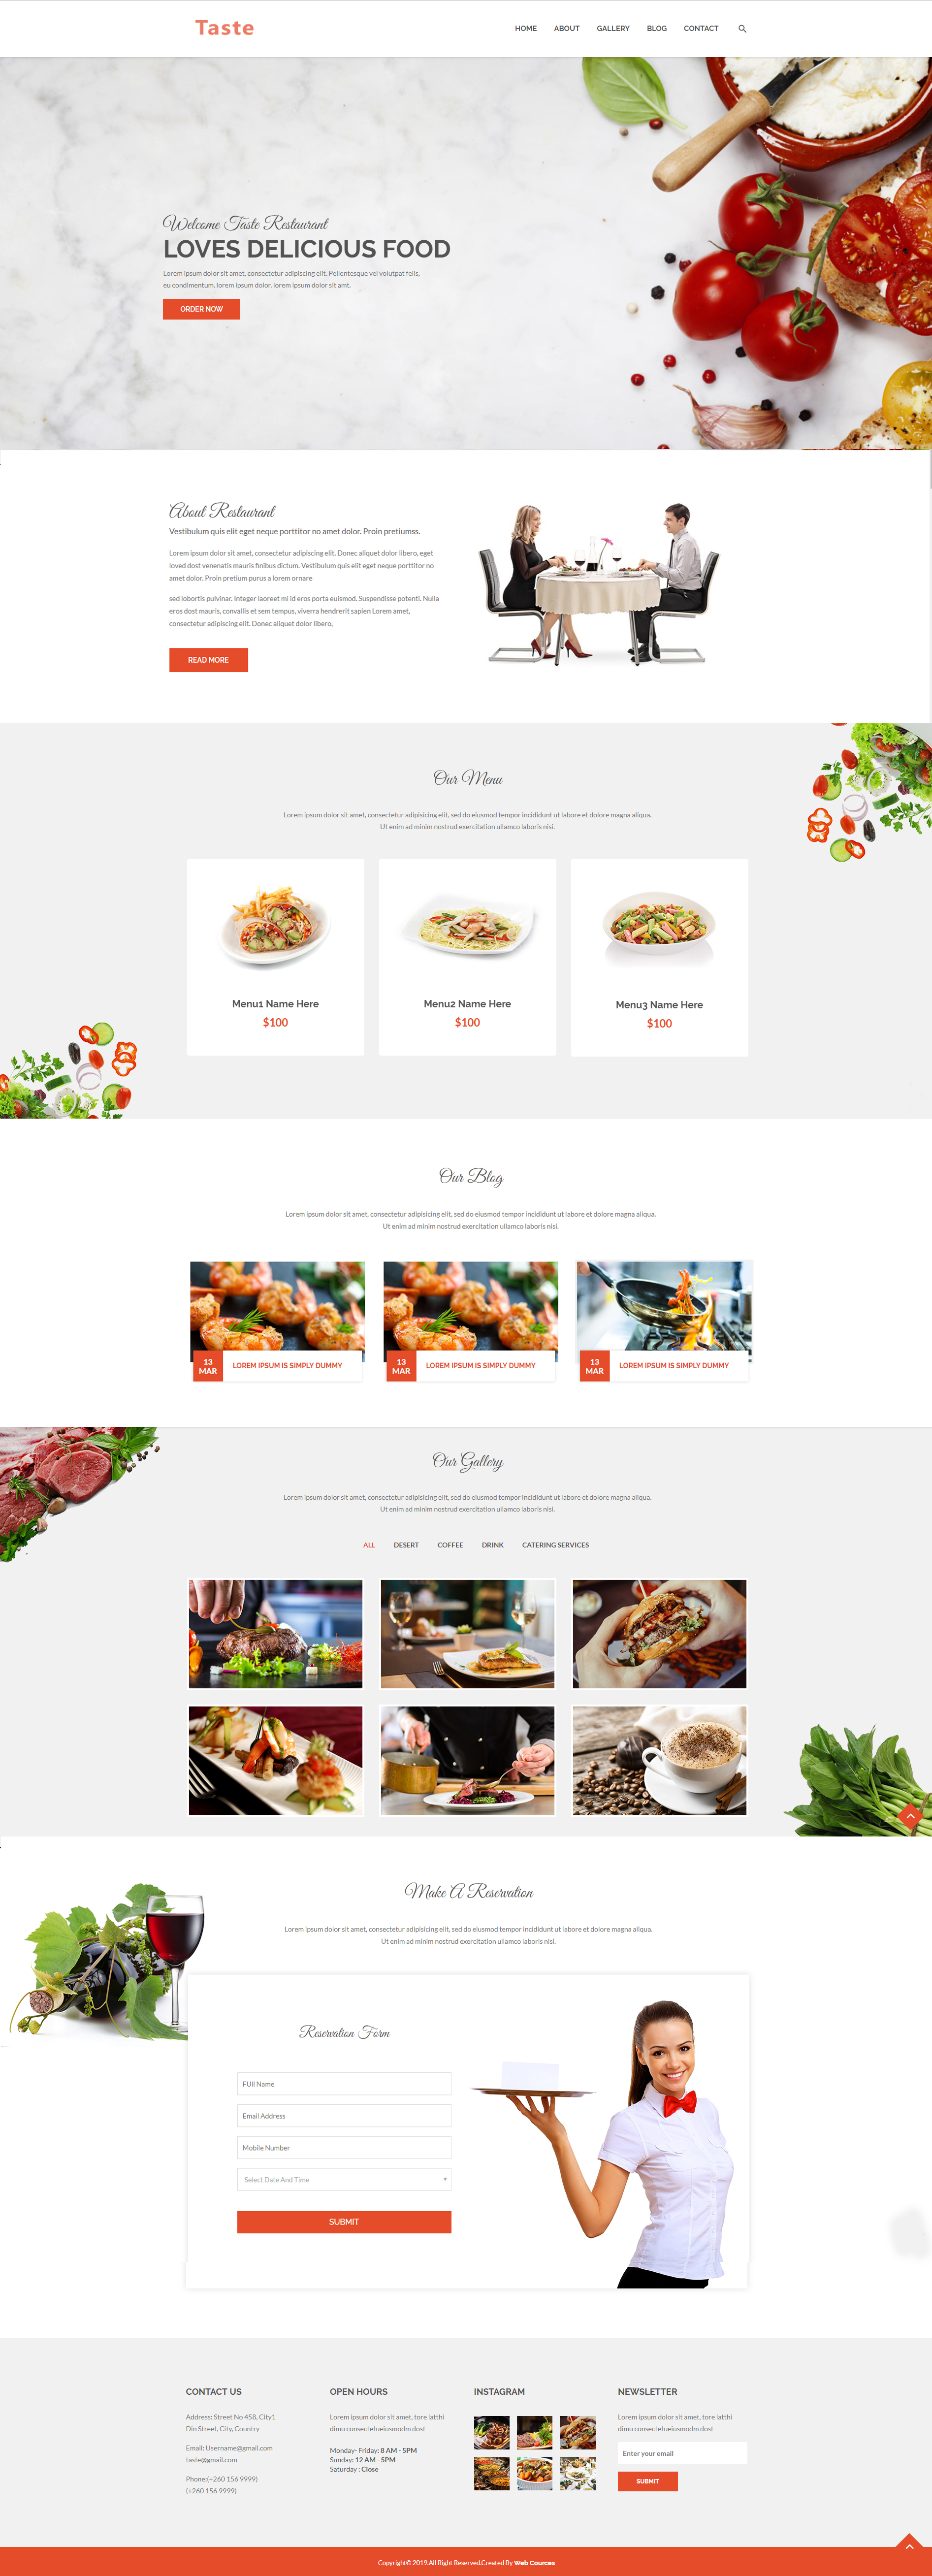 Taste
HOME ABOUT GALLERY BLOG CONTACT
Welcome Taste Restaurant
LOVES DELICIOUS FOOD
Lorem ipsum dolor sit amet, consectetur adipiscing elit. Pellentesque vel volutpat felis,
eu condimentum. lorem ipsum dolor. lorem ipsum dolor sit amt.
ORDER NOW
About Restaurant
Vestibulum quis elit eget neque porttitor no amet dolor. Proin pretiumss.
Lorem ipsum dolor sit amet, consectetur adipiscing elit. Donec aliquet dolor libero, eget
loved dost venenatis mauris finibus dictum. Vestibulum quis elit eget neque porttitor no
amet dolor. Proin pretium purus a lorem ornare
sed lobortis pulvinar. Integer laoreet mi id eros porta euismod. Suspendisse potenti. Nulla
eros dost mauris, convallis et sem tempus, viverra hendrerit sapien Lorem amet,
consectetur adipiscing elit. Donec aliquet dolor libero,
READ MORE
Our Menu
Lorem ipsum dolor sit amet, consectetur adipisicing elit, sed do eiusmod tempor incididunt ut labore et dolore magna aliqua.
Ut enim ad minim nostrud exercitation ullamco laboris nisi.
Menu1 Name Here
$100
Menu2 Name Here
$100
Menu3 Name Here
$100
Our Blog
Lorem ipsum dolor sit amet, consectetur adipisicing elit, sed do eiusmod tempor incididunt ut labore et dolore magna aliqua.
Ut enim ad minim nostrud exercitation ullamco laboris nisi.
13
MAR
LOREM IPSUM IS SIMPLY DUMMY
13
MAR
LOREM IPSUM IS SIMPLY DUMMY
13
MAR
LOREM IPSUM IS SIMPLY DUMMY
Our Gallery
Lorem ipsum dolor sit amet, consectetur adipisicing elit, sed do eiusmod tempor incididunt ut labore et dolore magna aliqua.
Ut enim ad minim nostrud exercitation ullamco laboris nisi.
ALL DESERT COFFEE DRINK CATERING SERVICES
Make A Reservation
Lorem ipsum dolor sit amet, consectetur adipisicing elit, sed do eiusmod tempor incididunt ut labore et dolore magna aliqua.
Ut enim ad minim nostrud exercitation ullamco laboris nisi.
Reservation Form
FUll Name
Email Address
Mobile Number
Select Date And Time
SUBMIT
CONTACT US
Address: Street No 458, City1
Din Street, City, Country
Email: Username@gmail.com
taste@gmail.com
Phone:(+260 156 9999)
(+260 156 9999)
OPEN HOURS
Lorem ipsum dolor sit amet, tore latthi
dimu consectetueiusmodm dost
Monday- Friday: 8 AM - 5PM
Sunday: 12 AM - 5PM
Saturday : Close
INSTAGRAM
NEWSLETTER
Lorem ipsum dolor sit amet, tore latthi
dimu consectetueiusmodm dost
Enter your email
SUBMIT
Copyright© 2019.All Right Reserved.Created By Web Cources